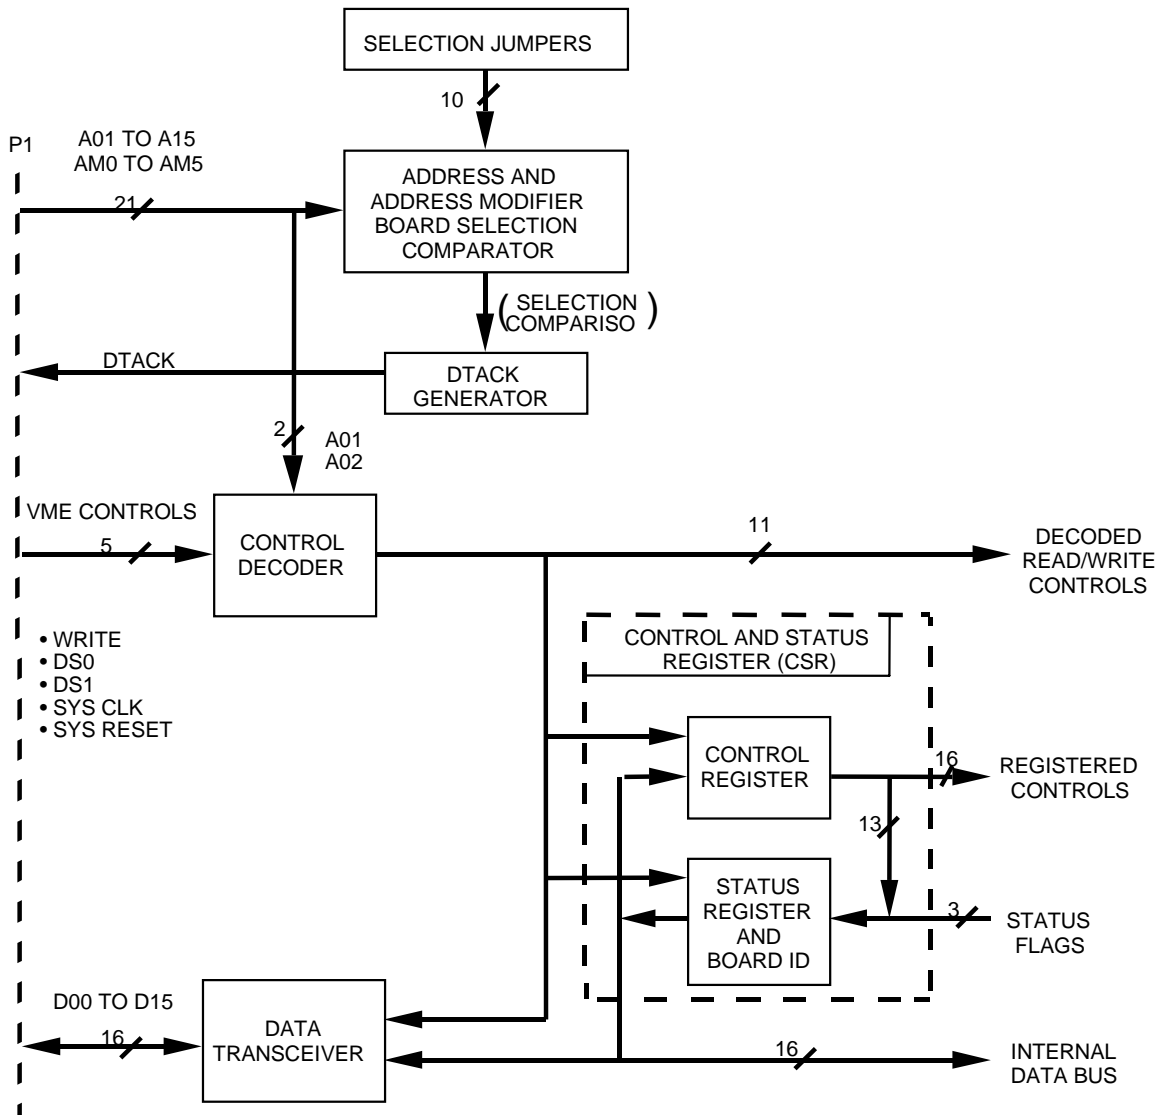 SELECTION JUMPERS
10
P1
A01 TO A15
AM0 TO AM5
21
ADDRESS AND
ADDRESS MODIFIER
BOARD SELECTION
COMPARATOR
( SELECTION )
COMPARISO
DTACK
DTACK
GENERATOR
2
A01
A02
VME CONTROLS
5
CONTROL
DECODER
11
DECODED
READ/WRITE
CONTROLS
• WRITE
• DS0
• DS1
• SYS CLK
• SYS RESET
CONTROL AND STATUS
REGISTER (CSR)
CONTROL
REGISTER
16
REGISTERED
CONTROLS
13
STATUS
REGISTER
AND
BOARD ID
3
STATUS
FLAGS
D00 TO D15
16
DATA
TRANSCEIVER
16
INTERNAL
DATA BUS